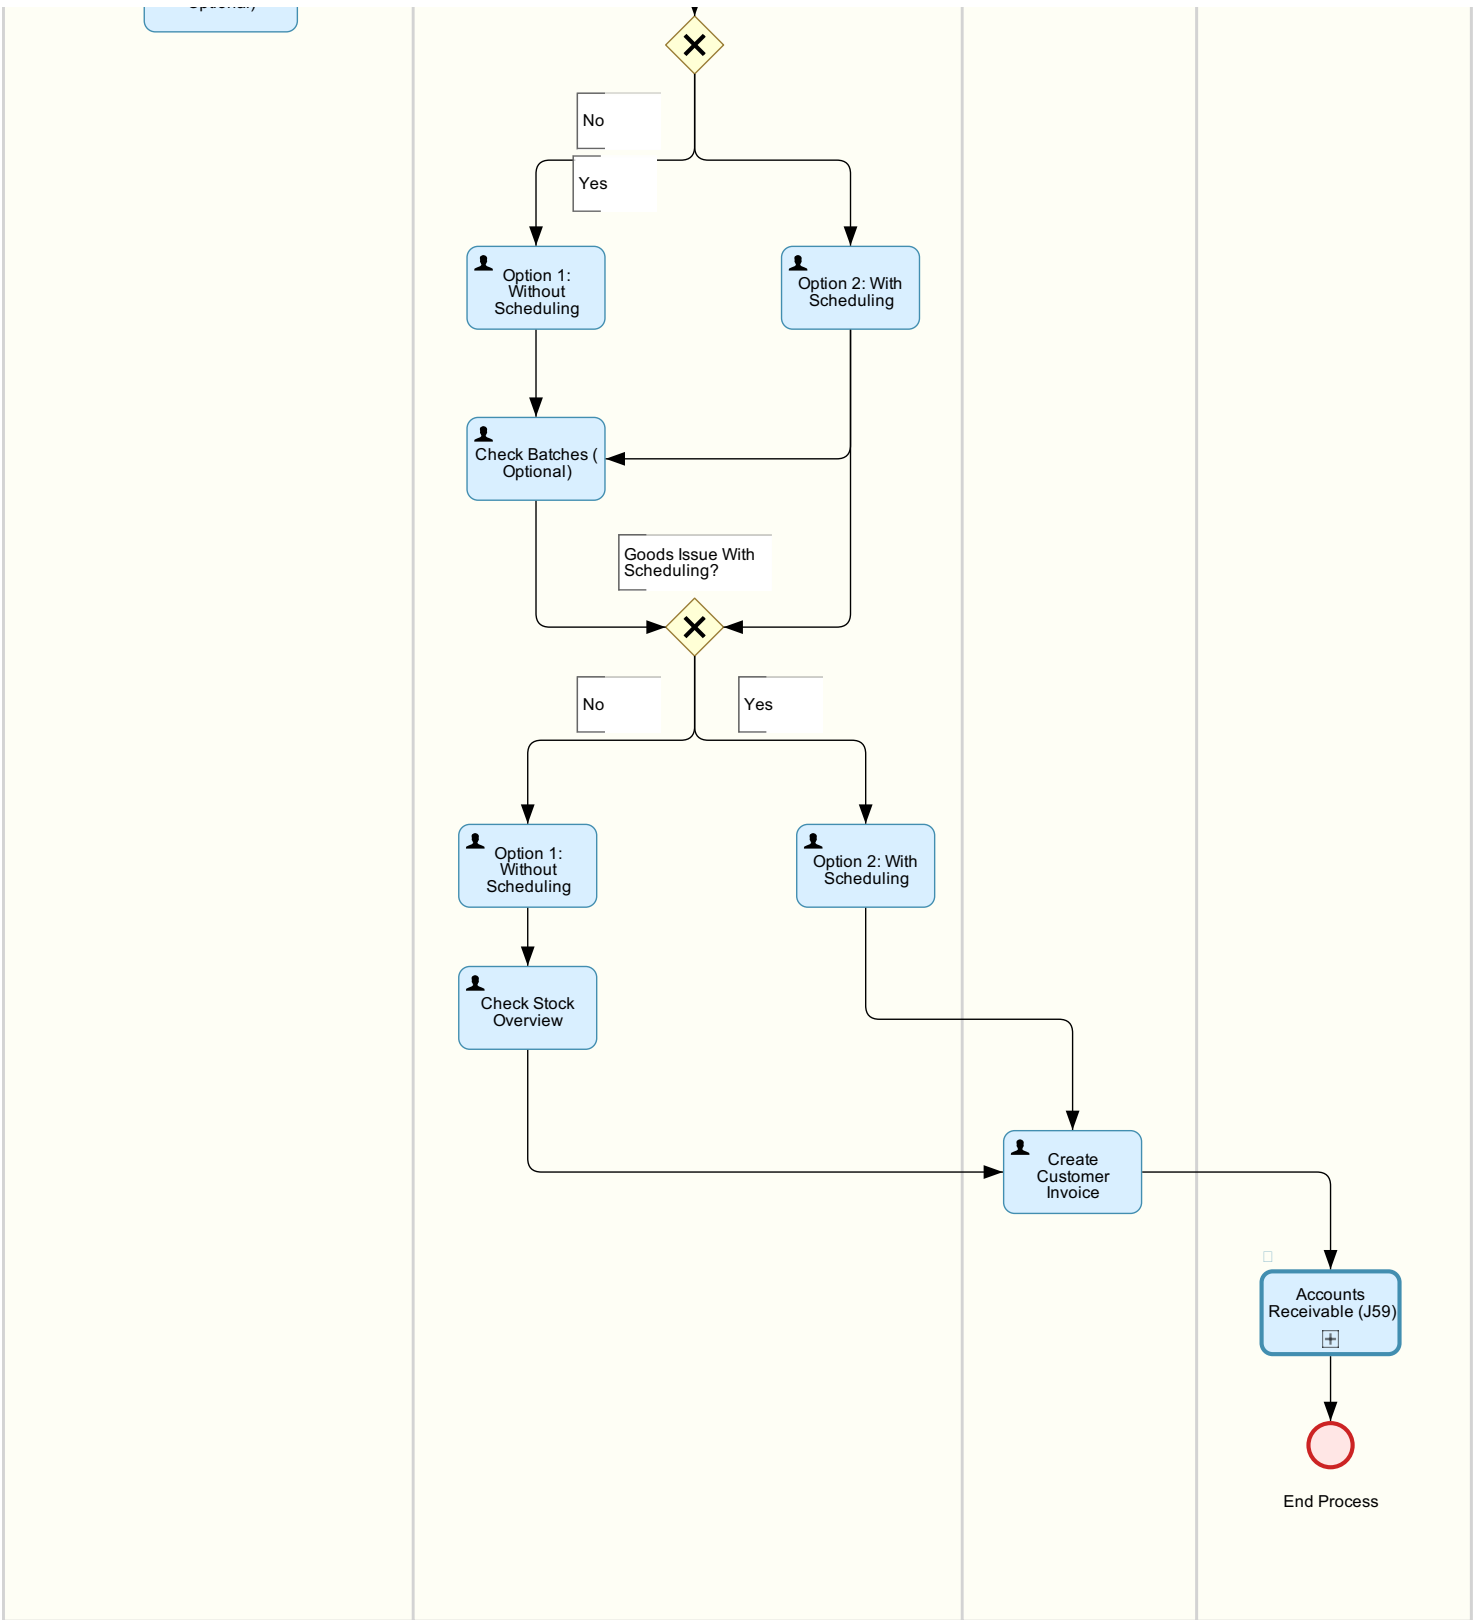 Optional)
No
Yes
Option 1:
Without
Scheduling
Option 2: With
Scheduling
Check Batches (
Optional)
Goods Issue With
Scheduling?
No
Yes
Option 1:
Without
Scheduling
Option 2: With
Scheduling
Check Stock
Overview
Create
Customer
Invoice
Accounts
Receivable (J59)
End Process